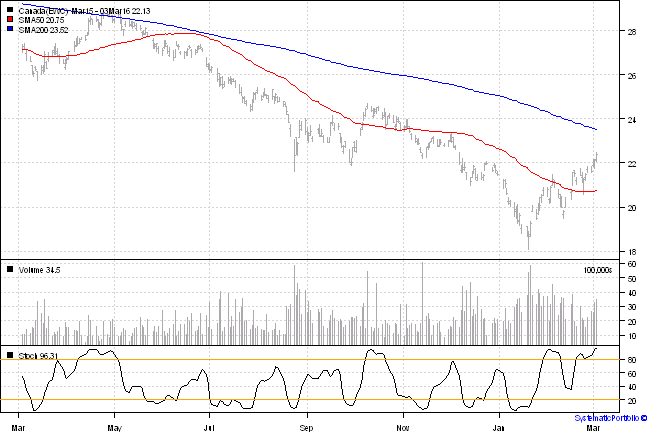 Canada(EWC) Mar15 - 03Mar16 22.13
SMA50 20.75
SMA200 23.52
28
26
24
22
20
18
Volume 34.5
100,000s
60
50
40
30
20
10
Stoch 96.31
80
60
40
20
Mar May Jul Sep Nov Jan Mar
SystematicPortfolio ©